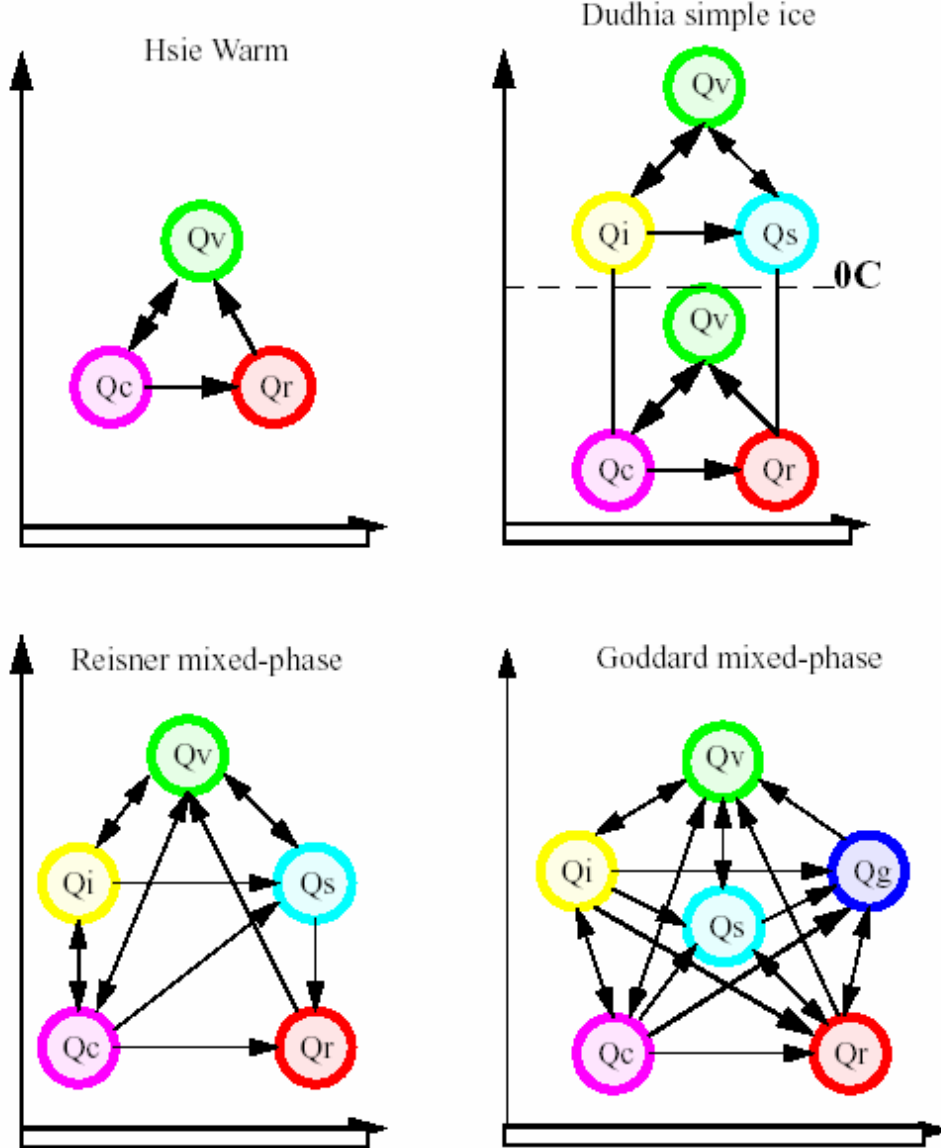 Hsie Warm
Qv
Qc
Qr
Dudhia simple ice
Qv
Qi
Qs
0C
Qv
Qc
Qr
Reisner mixed-phase
Qv
Qi
Qs
Qc
Qr
Goddard mixed-phase
Qv
Qi
Qg
Qs
Qc
Qr